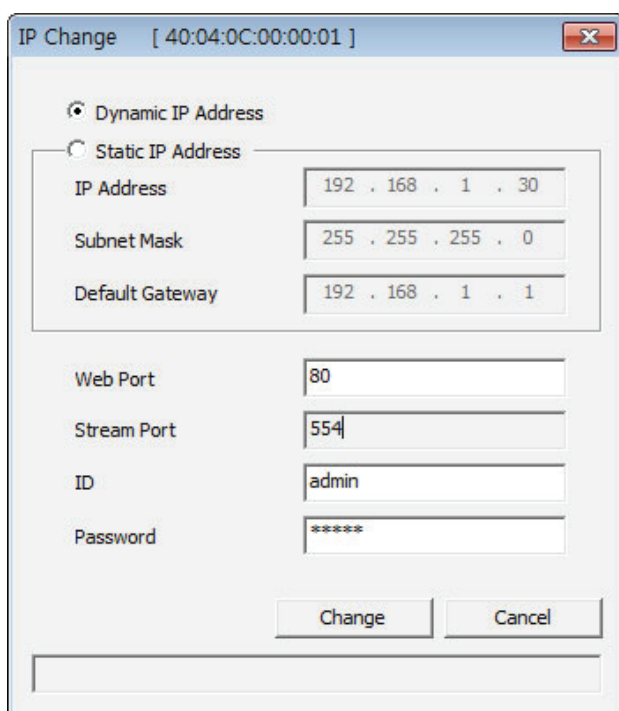 IP Change [ 40:04:0C:00:00:01 ]
Dynamic IP Address
Static IP Address
IP Address 192 . 168 . 1 . 30
Subnet Mask 255 . 255 . 255 . 0
Default Gateway 192 . 168 . 1 . 1
Web Port 80
Stream Port 554
ID admin
Password *****
Change Cancel